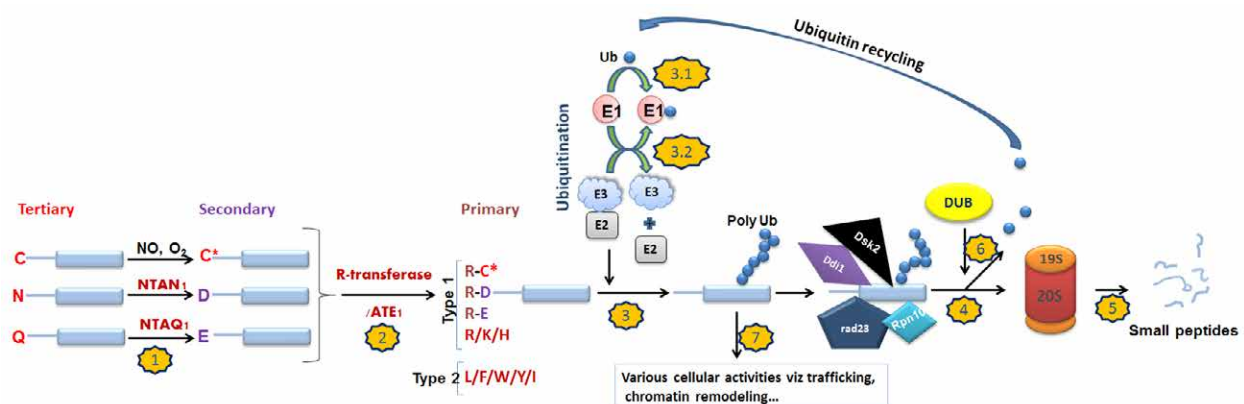 Ubiquitin recycling
Ub
3.1
E1
E1
3.2
Ubiquitination
E3
E2
E3
E2
Tertiary
Secondary
Primary
Poly Ub
DUB
Dsk2
Ddi1
6
C
NO, O2
C*
N
NTAN1
D
Q
NTAQ1
E
1
R-transferase
/ATE1
2
Type 1
R-C*
R-D
R-E
R/K/H
3
rad23
Rpn10
4
19S
20S
5
Small peptides
7
Type 2
L/F/W/Y/I
Various cellular activities viz trafficking,
chromatin remodeling...